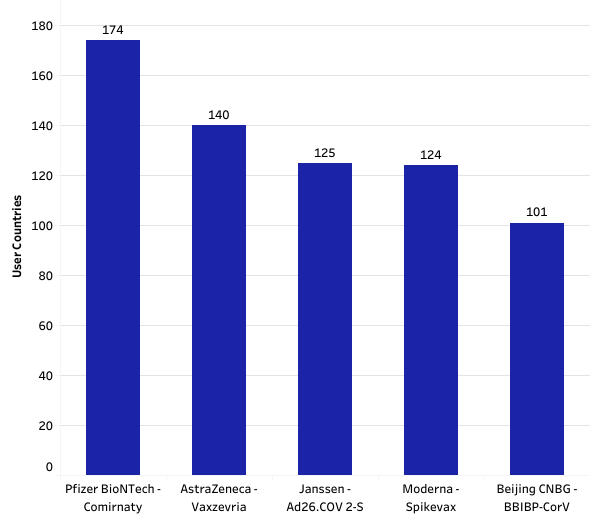 180
160
140
120
100
80
60
40
20
0
User Countries
174
140
125
124
101
Pfizer BioNTech -
Comirnaty
AstraZeneca -
Vaxzevria
Janssen -
Ad26.COV 2-S
Moderna -
Spikevax
Beijing CNBG -
BBIBP-CorV